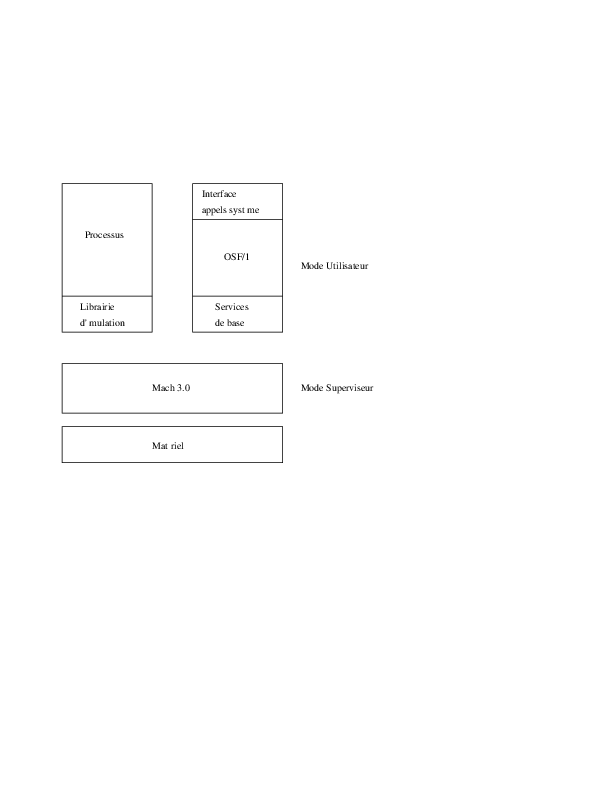 Interface
appels syst me
Processus
OSF/1
Mode Utilisateur
Librairie
d' mulation
Services
de base
Mach 3.0
Mode Superviseur
Mat riel